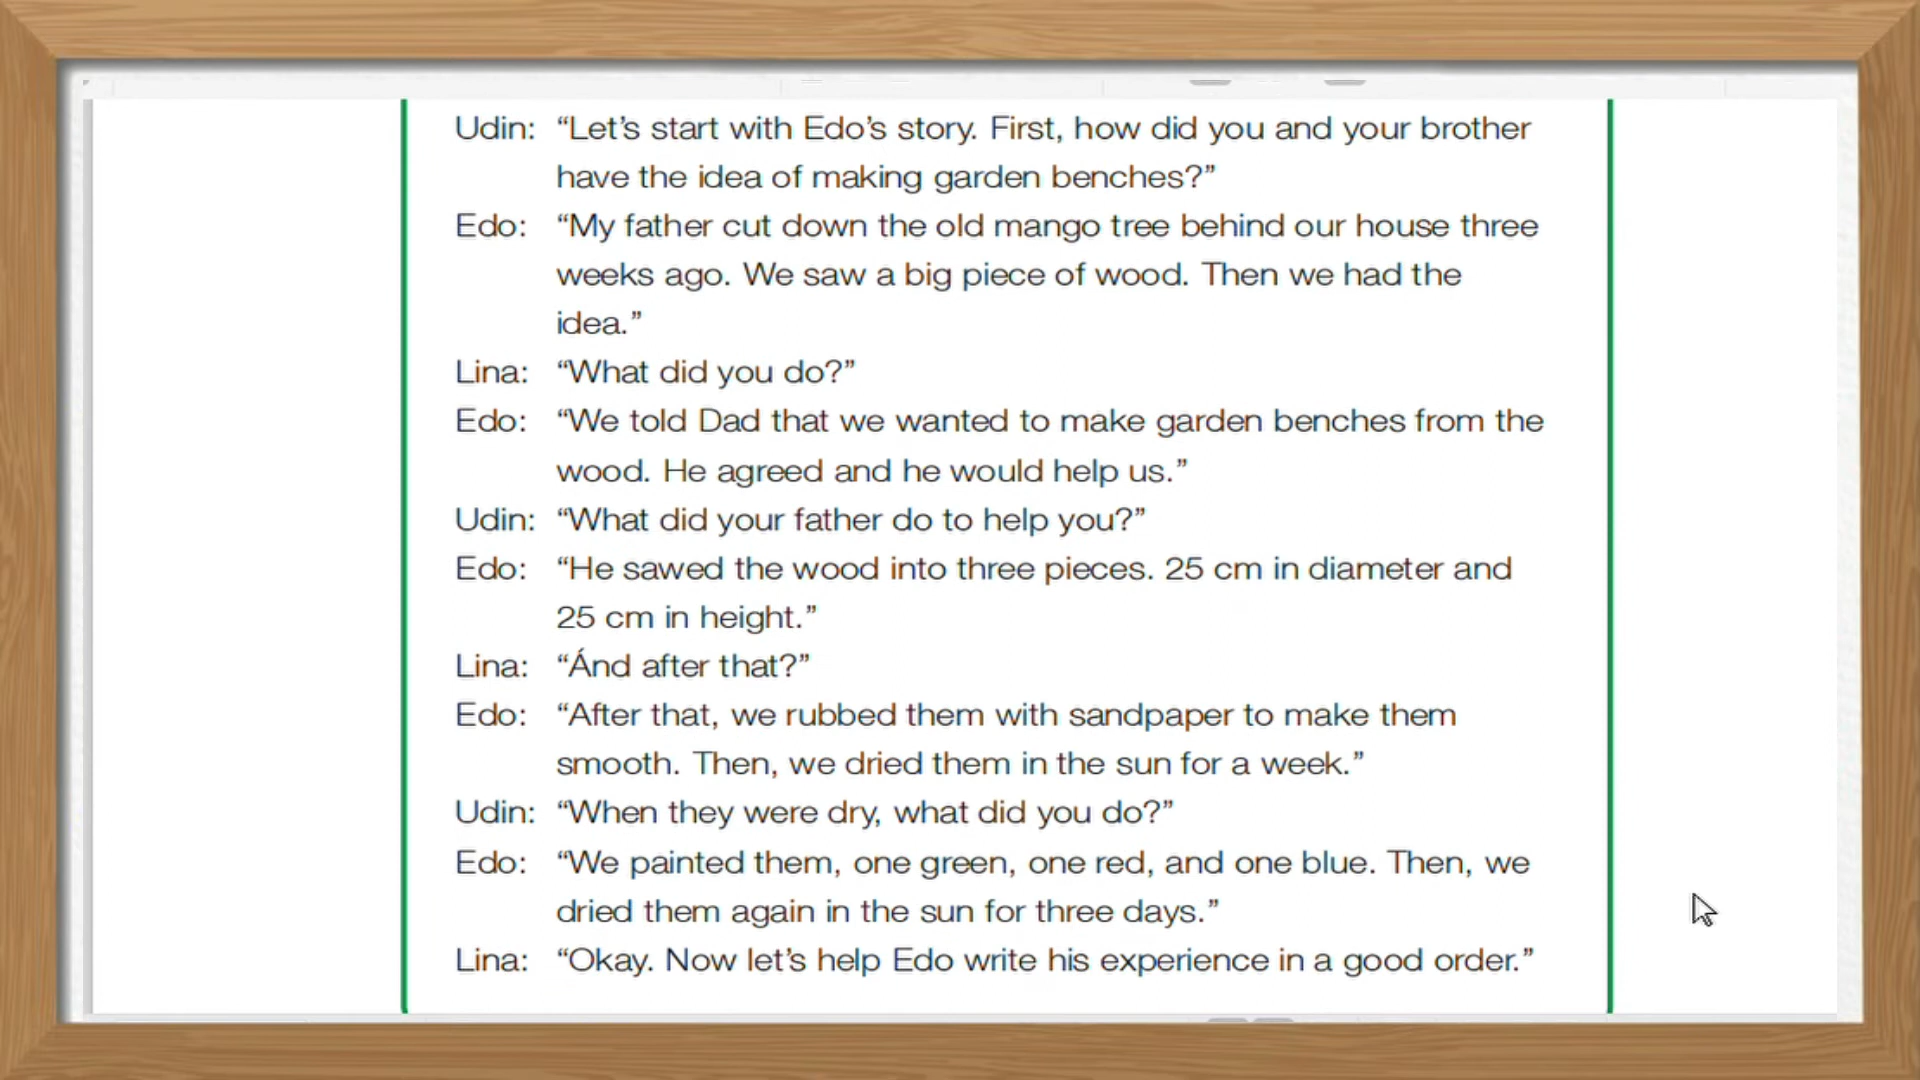 Udin: “Let’s start with Edo’s story. First, how did you and your brother
have the idea of making garden benches?”
Edo: “My father cut down the old mango tree behind our house three
weeks ago. We saw a big piece of wood. Then we had the
idea.”
Lina: “What did you do?”
Edo: “We told Dad that we wanted to make garden benches from the
wood. He agreed and he would help us.”
Udin: “What did your father do to help you?”
Edo: “He sawed the wood into three pieces. 25 cm in diameter and
25 cm in height.”
Lina: “Ánd after that?”
Edo: “After that, we rubbed them with sandpaper to make them
smooth. Then, we dried them in the sun for a week.”
Udin: “When they were dry, what did you do?”
Edo: “We painted them, one green, one red, and one blue. Then, we
dried them again in the sun for three days.”
Lina: “Okay. Now let’s help Edo write his experience in a good order.”